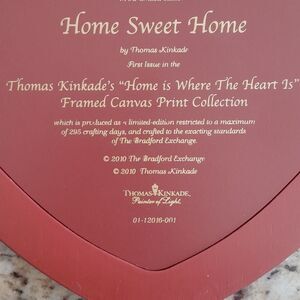 Home Sweet Home
by Thomas Kinkade
First Issue in the
Thomas Kinkade's "Home is Where The Heart Is"
Framed Canvas Print Collection
which is produced as a limited-edition restricted to a maximum
of 295 crafting days, and crafted to the exacting standards
of The Bradford Exchange.
© 2010 The Bradford Exchange
© 2010 Thomas Kinkade
THOMAS KINKADE
Painter of Light
01-12016-001